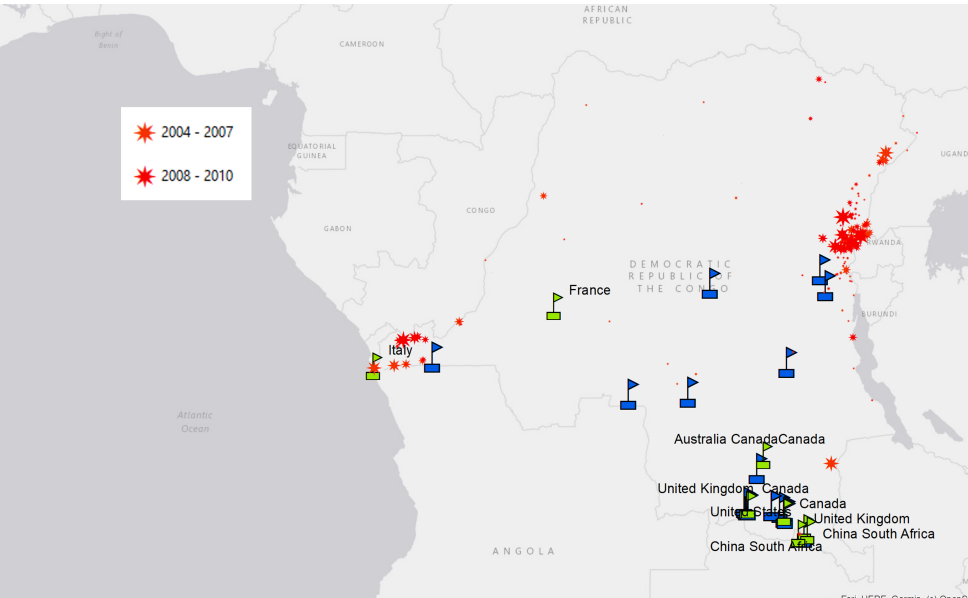 AFRICAN
REPUBLIC
Bight of
Benin
CAMEROON
2004 - 2007
EQUATORIAL
GUINEA
UGAND
2008 - 2010
CONGO
GABON
RWANDA
DEMOCRATIC
REPUBLIC OF
THE CONGO
France
BURUNDI
Italy
Atlantic
Ocean
Australia CanadaCanada
United Kingdom Canada
Canada
United States
United Kingdom
China South Africa
China South Africa
ANGOLA